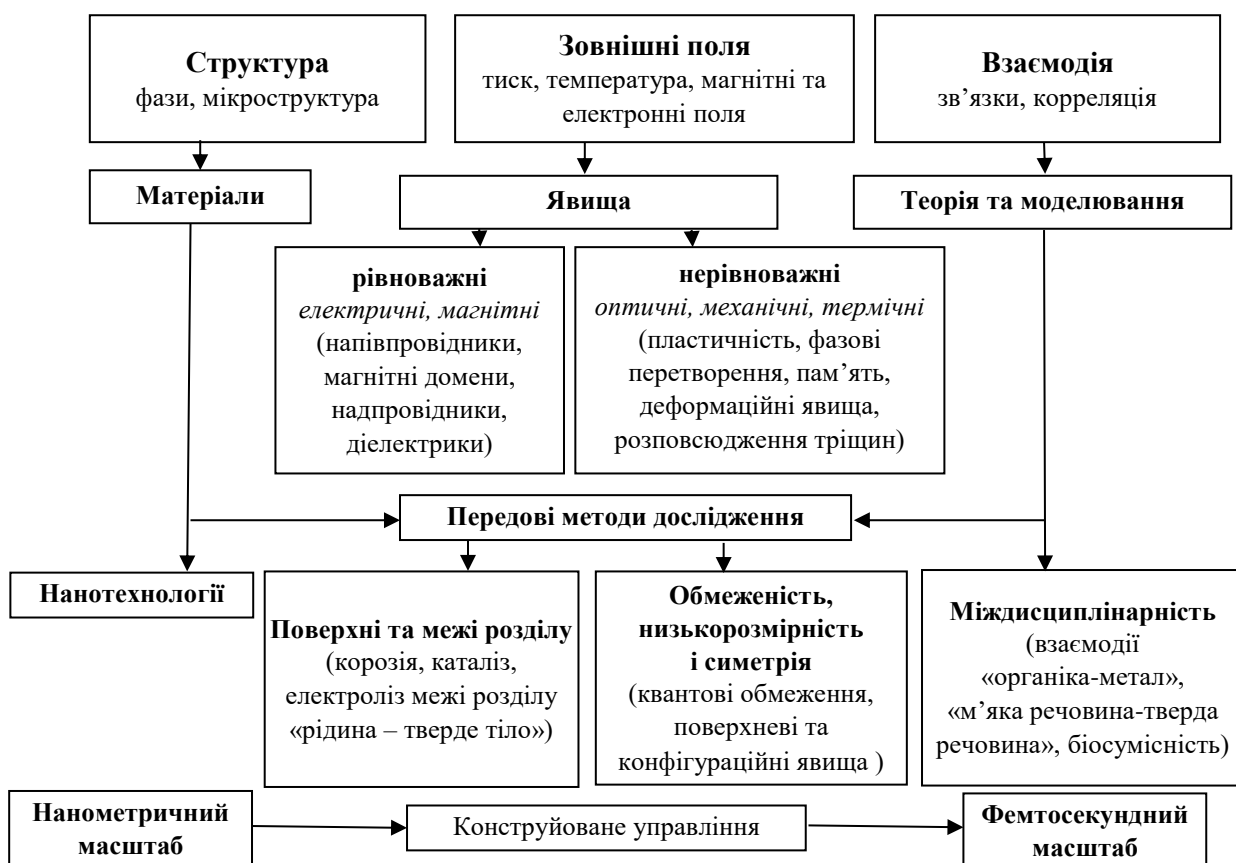 Структура
фази, мікроструктура
Зовнішні поля
тиск, температура, магнітні та
електронні поля
Взаємодія
зв’язки, корреляція
Матеріали
Явища
Теорія та моделювання
рівноважні
електричні, магнітні
(напівпровідники,
магнітні домени,
надпровідники,
діелектрики)
нерівноважні
оптичні, механічні, термічні
(пластичність, фазові
перетворення, пам’ять,
деформаційні явища,
розповсюдження тріщин)
Передові методи дослідження
Нанотехнології
Поверхні та межі розділу
(корозія, каталіз,
електроліз межі розділу
«рідина – тверде тіло»)
Обмеженість,
низькорозмірність
і симетрія
(квантові обмеження,
поверхневі та
конфігураційні явища )
Міждисциплінарність
(взаємодії
«органіка-метал»,
«м’яка речовина-тверда
речовина», біосумісність)
Нанометричний
масштаб
Конструйоване управління
Фемтосекундний
масштаб